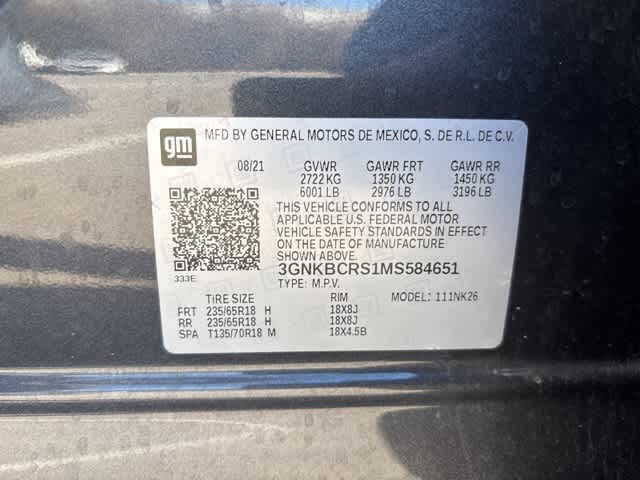 gm MFD BY GENERAL MOTORS DE MEXICO, S. DE R.L. DE C.V.
08/21 GVWR GAWR FRT GAWR RR
2722 KG 1350 KG 1450 KG
6001 LB 2976 LB 3196 LB
THIS VEHICLE CONFORMS TO ALL
APPLICABLE U.S. FEDERAL MOTOR
VEHICLE SAFETY STANDARDS IN EFFECT
ON THE DATE OF MANUFACTURE
SHOWN ABOVE.
333E
3GNKBCRS1MS584651
TYPE: M.P.V. MODEL: 111NK26
TIRE SIZE RIM
FRT 235/65R18 H 18X8J
RR 235/65R18 H 18X8J
SPA T135/70R18 M 18X4.5B